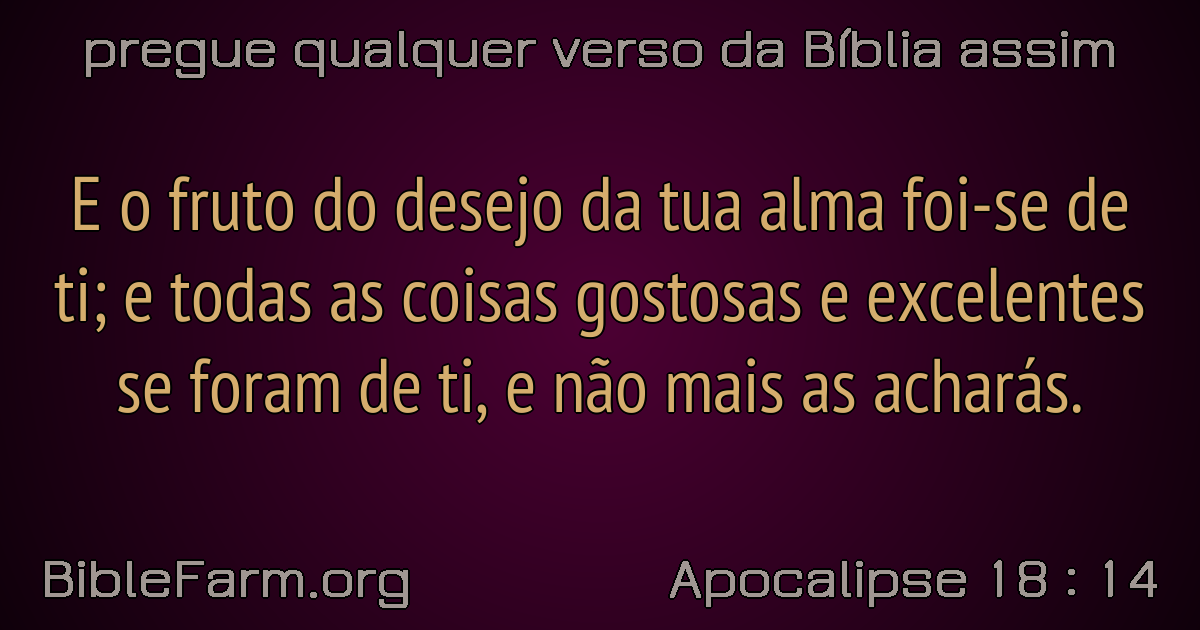 pregue qualquer verso da Bíblia assim
E o fruto do desejo da tua alma foi-se de
ti; e todas as coisas gostosas e excelentes
se foram de ti, e não mais as acharás.
BibleFarm.org
Apocalipse 18 : 14